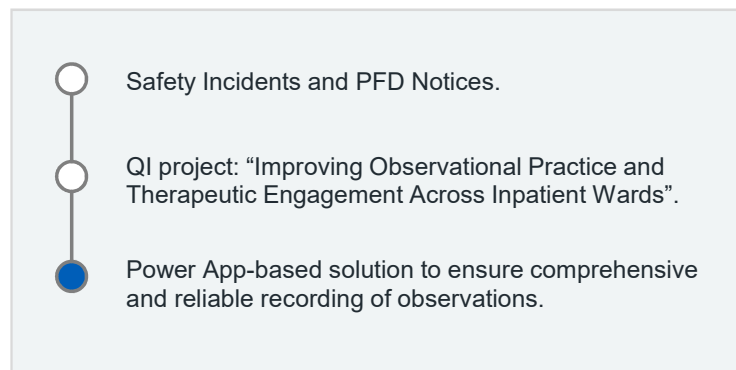 Safety Incidents and PFD Notices.
QI project: “Improving Observational Practice and
Therapeutic Engagement Across Inpatient Wards”.
Power App-based solution to ensure comprehensive
and reliable recording of observations.